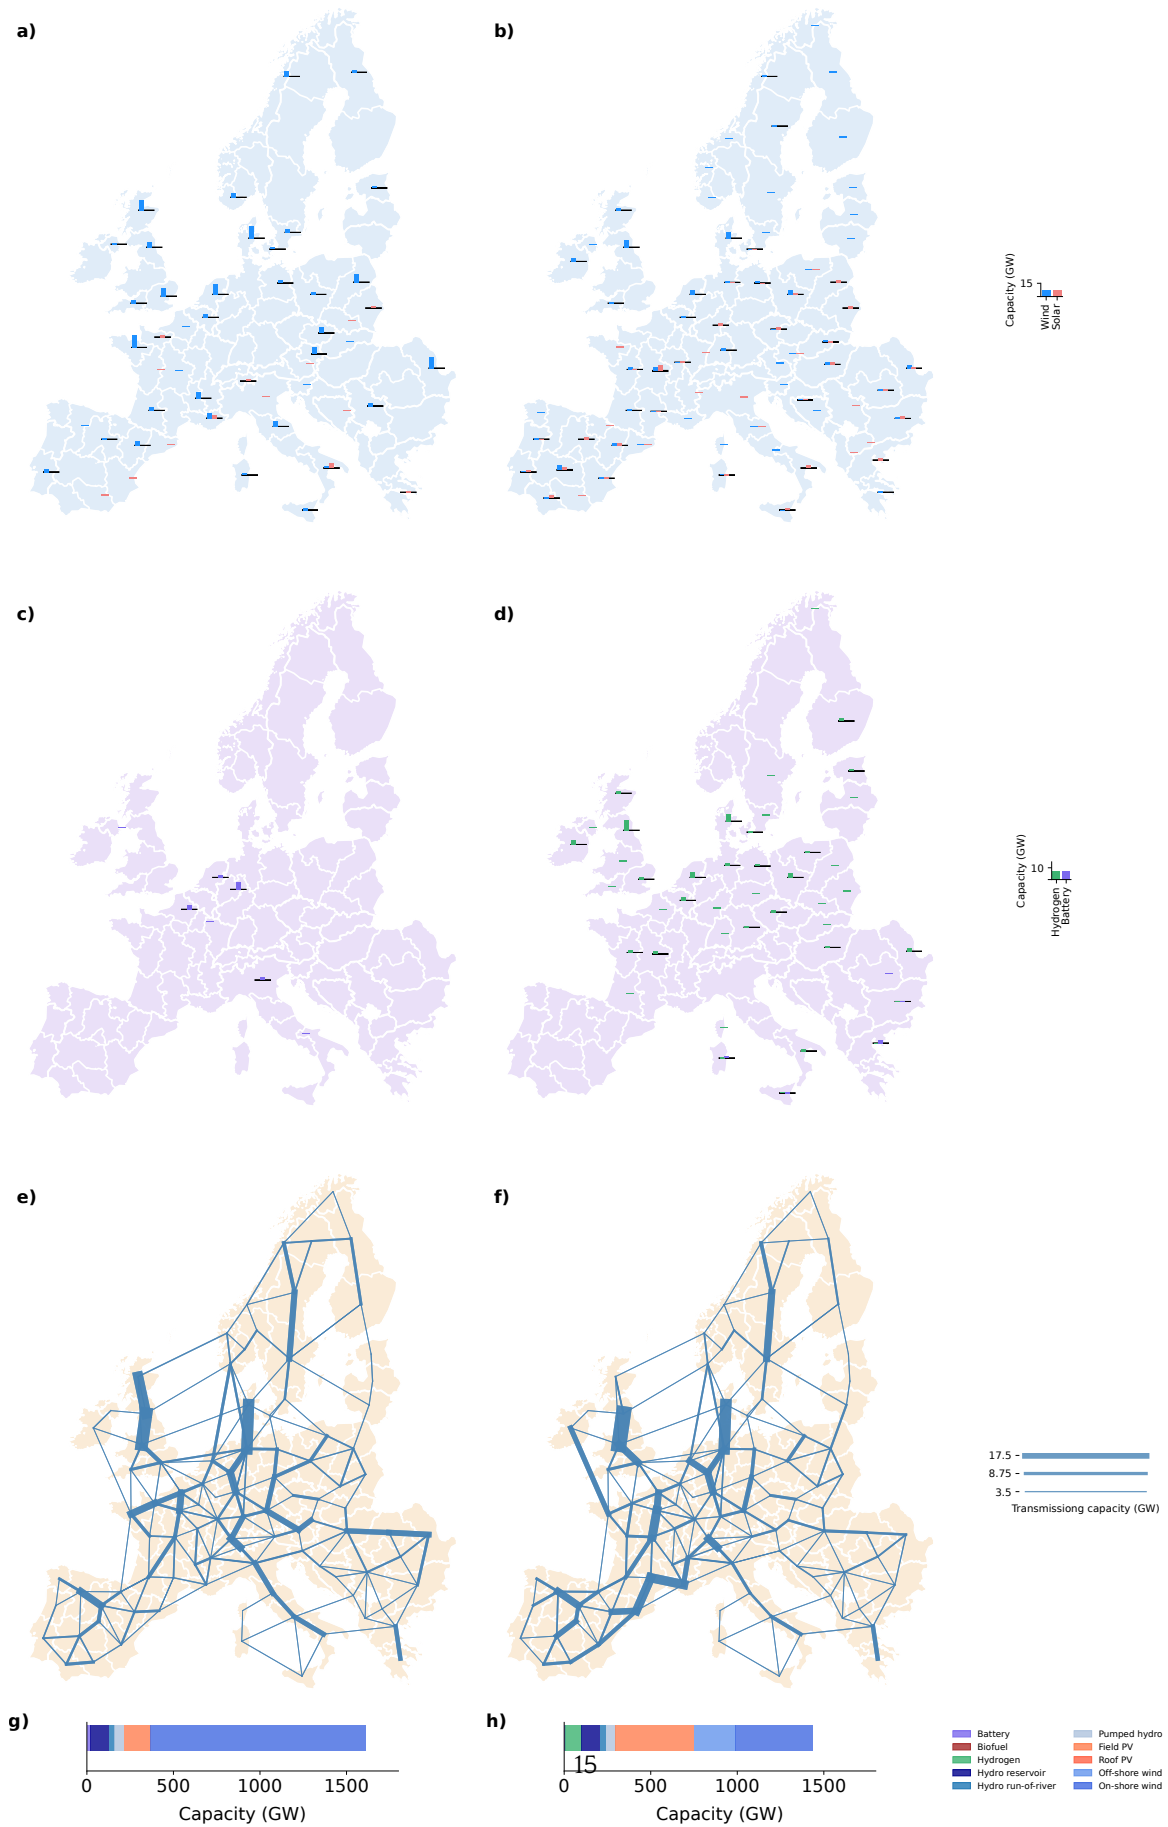 a)
b)
Capacity (GW)
15
Wind
Solar
c)
d)
Capacity (GW)
10
Hydrogen
Battery
e)
f)
17.5
8.75
3.5
Transmissiong capacity (GW)
g)
0 500 1000 1500
Capacity (GW)
h)
15
0 500 1000 1500
Capacity (GW)
Battery
Biofuel
Hydrogen
Hydro reservoir
Hydro run-of-river
Pumped hydro
Field PV
Roof PV
Off-shore wind
On-shore wind